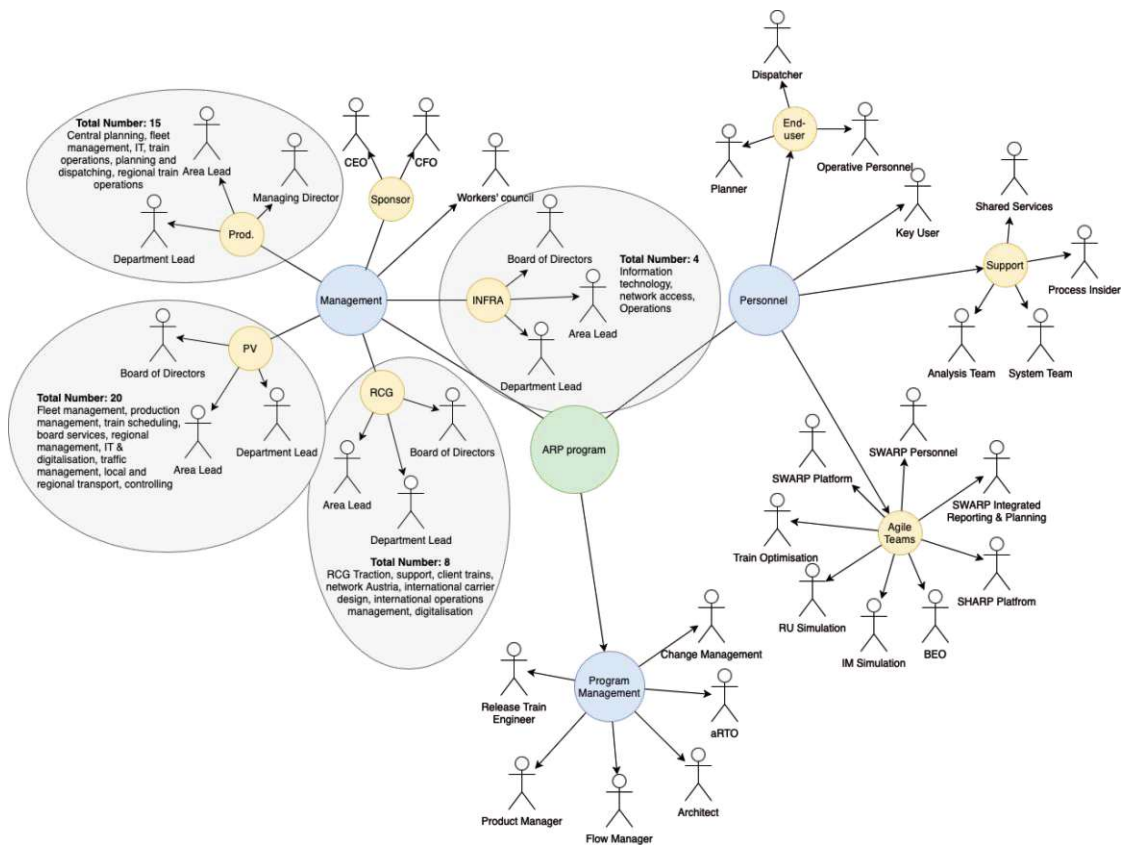 Total Number: 15
Central planning, fleet
management, IT, train
operations, planning and
dispatching, regional train
operations
Area Lead
Managing Director
Department Lead
Prod.
CEO
CFO
Sponsor
Workers' council
Management
INFRA
Board of Directors
Area Lead
Department Lead
Total Number: 4
Information
technology,
network access,
Operations
PV
Board of Directors
Area Lead
Department Lead
Total Number: 20
Fleet management, production
management, train scheduling,
board services, regional
management, IT &
digitalisation, traffic
management, local and
regional transport, controlling
RCG
Area Lead
Board of Directors
Department Lead
Total Number: 8
RCG Traction, support, client trains,
network Austria, international carrier
design, international operations
management, digitalisation
ARP program
Personnel
Dispatcher
End-
user
Planner
Operative Personnel
Key User
Shared Services
Support
Process Insider
Analysis Team
System Team
SWARP Personnel
SWARP Platform
SWARP Integrated
Reporting & Planning
Agile
Teams
Train Optimisation
SHARP Platfrom
RU Simulation
IM Simulation
BEO
Program
Management
Change Management
Release Train
Engineer
aRTO
Product Manager
Flow Manager
Architect